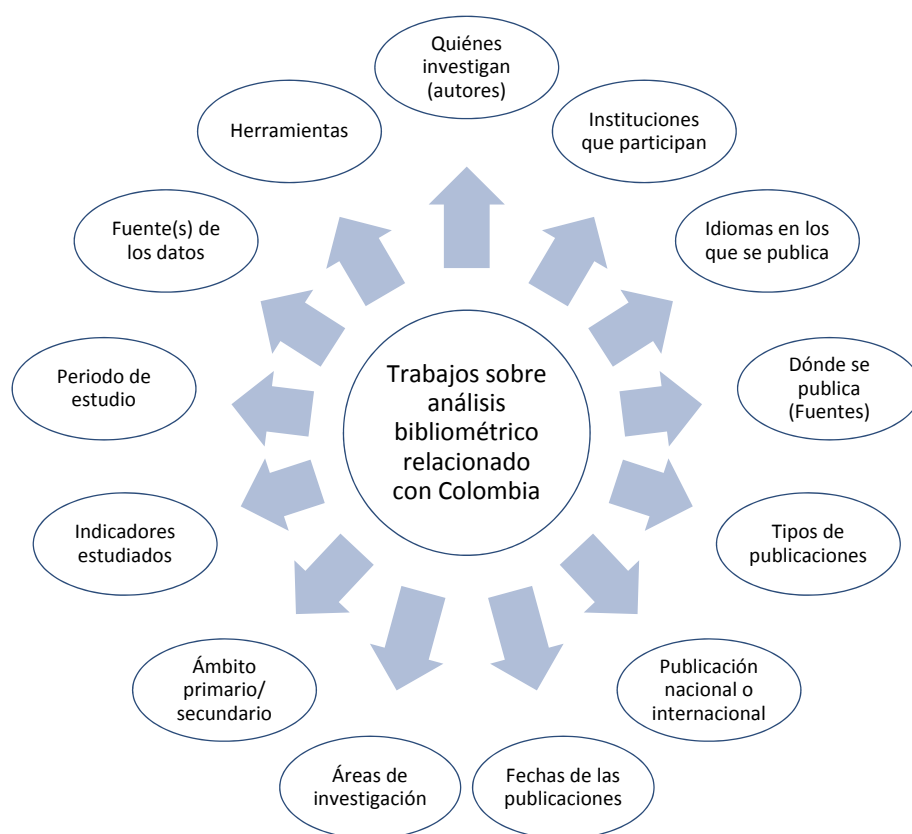 Quiénes
investigan
(autores)
Instituciones
que participan
Idiomas en los
que se publica
Dónde se
publica
(Fuentes)
Tipos de
publicaciones
Publicación
nacional o
internacional
Fechas de las
publicaciones
Áreas de
investigación
Ámbito
primario/
secundario
Indicadores
estudiados
Periodo de
estudio
Fuente(s) de
los datos
Herramientas
Trabajos sobre
análisis
bibliométrico
relacionado
con Colombia